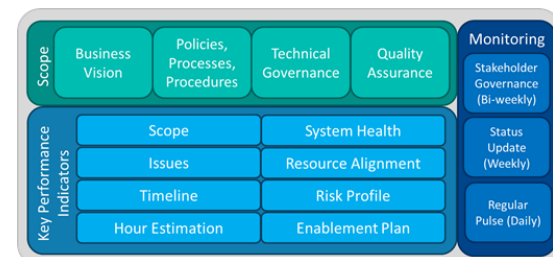 Scope
Business
Vision
Policies,
Processes,
Procedures
Technical
Governance
Quality
Assurance
Key Performance
Indicators
Scope
System Health
Issues
Resource Alignment
Timeline
Risk Profile
Hour Estimation
Enablement Plan
Monitoring
Stakeholder
Governance
(Bi-weekly)
Status
Update
(Weekly)
Regular
Pulse (Daily)